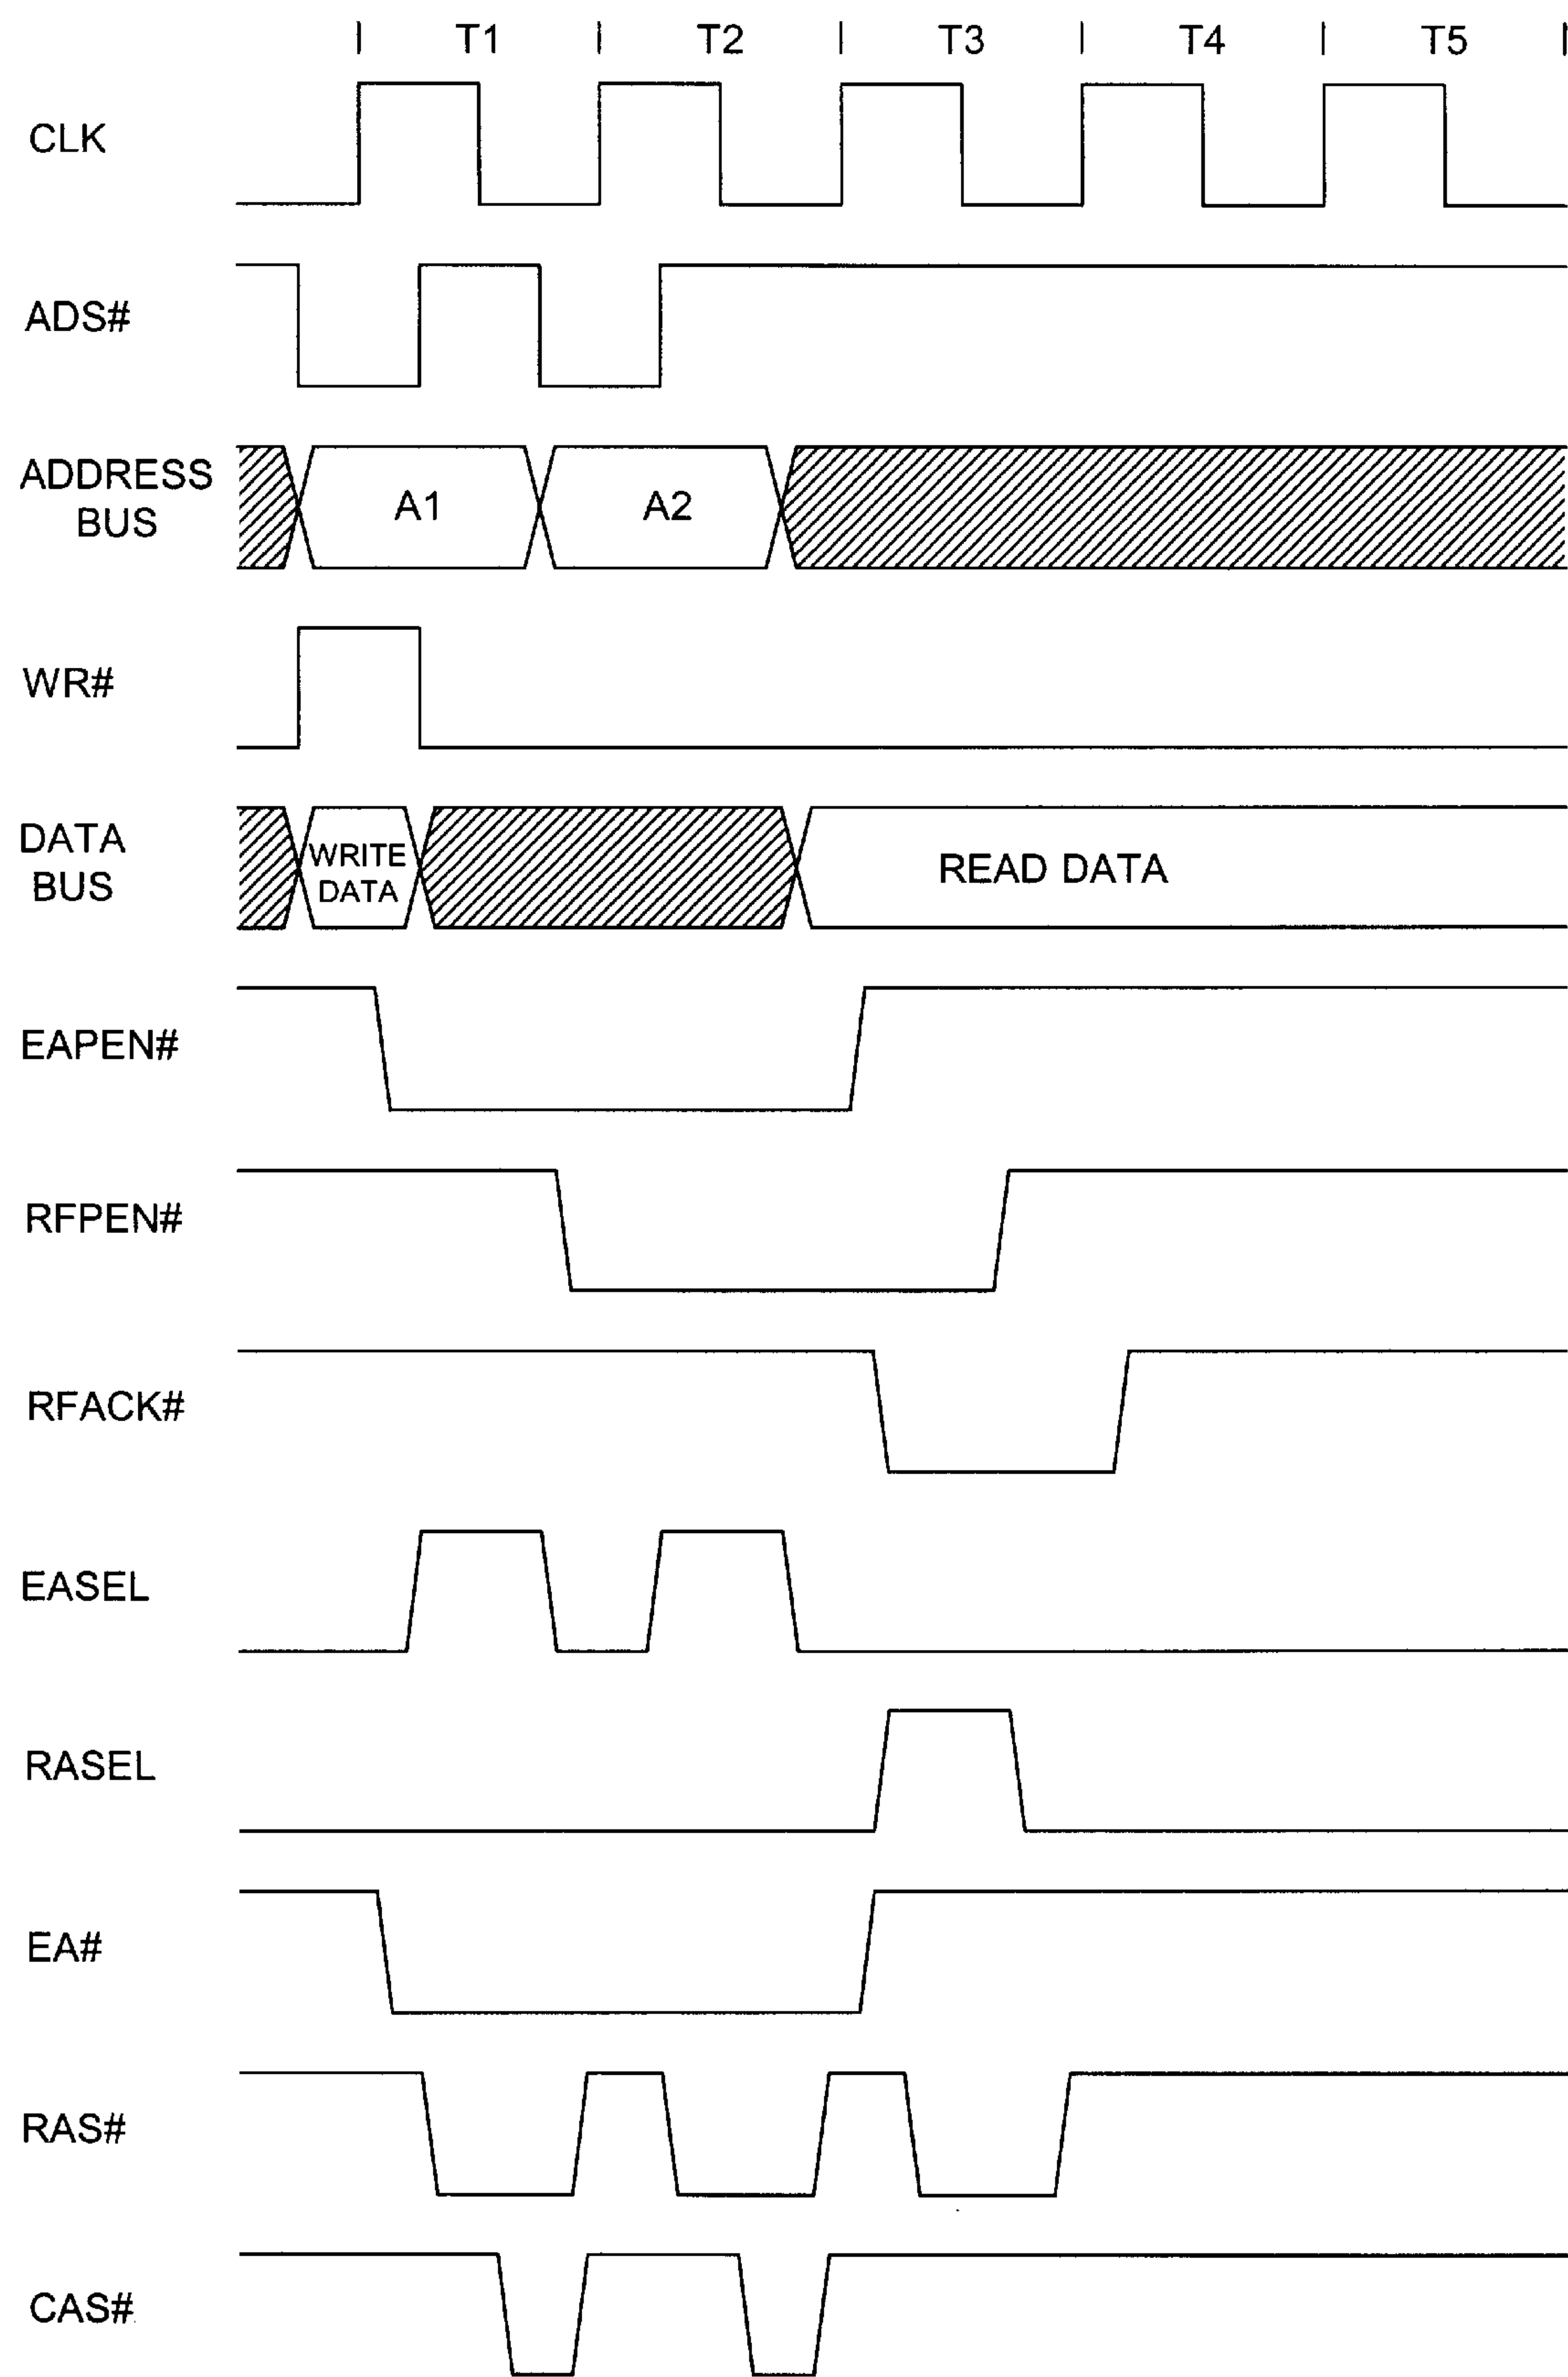 T1 T2 T3 T4 T5
CLK
ADS#
ADDRESS
BUS
A1 A2
WR#
DATA
BUS
WRITE
DATA
READ DATA
EAPEN#
RFPEN#
RFACK#
EASEL
RASEL
EA#
RAS#
CAS#